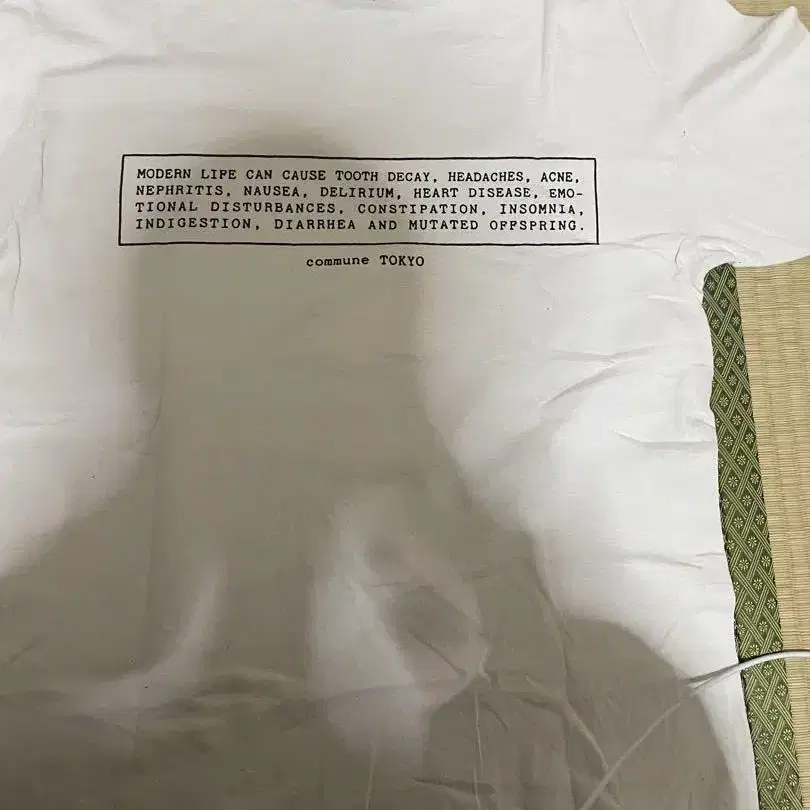 MODERN LIFE CAN CAUSE TOOTH DECAY, HEADACHES, ACNE,
NEPHRITIS, NAUSEA, DELIRIUM, HEART DISEASE, EMO-
TIONAL DISTURBANCES, CONSTIPATION, INSOMNIA,
INDIGESTION, DIARRHEA AND MUTATED OFFSPRING.
commune TOKYO